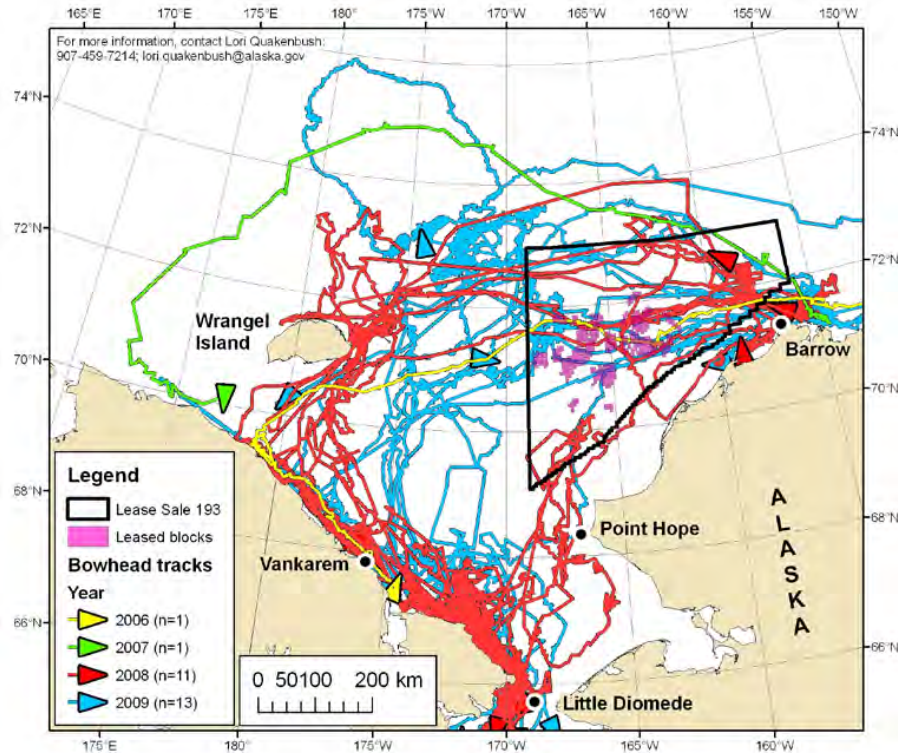 165°E 170°E 175°E 180° 175°W 170°W 165°W 160°W 155°W 150°W
For more information, contact Lori Quakenbush:
907-459-7214; lori.quakenbush@alaska.gov
74°N
74°N
72°N
72°N
Wrangel
Island
Barrow
70°N
70°N
Legend
Lease Sale 193
Leased blocks
Bowhead tracks
Year
2006 (n=1)
2007 (n=1)
2008 (n=11)
2009 (n=13)
68°N
68°N
Point Hope
ALASKA
Vankarem
66°N
66°N
0 50100 200 km
Little Diomede
175°E 180° 175°W 170°W 165°W 160°W